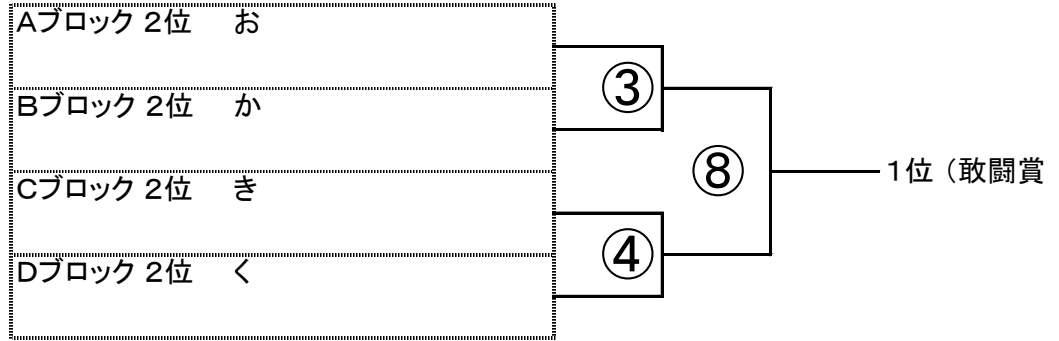 Aブロック 2位 お
③
Bブロック 2位 か
⑧
1位（敢闘賞
Cブロック 2位 き
④
Dブロック 2位 く